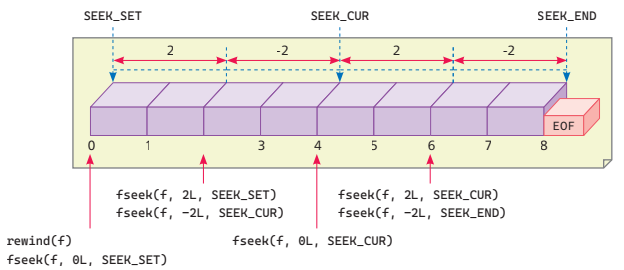 SEEK_SET SEEK_CUR SEEK_END
2 -2 2 -2
EOF
0 1 3 4 5 6 7 8
fseek(f, 2L, SEEK_SET) fseek(f, 2L, SEEK_CUR)
fseek(f, -2L, SEEK_CUR) fseek(f, -2L, SEEK_END)
rewind(f) fseek(f, 0L, SEEK_CUR)
fseek(f, 0L, SEEK_SET)